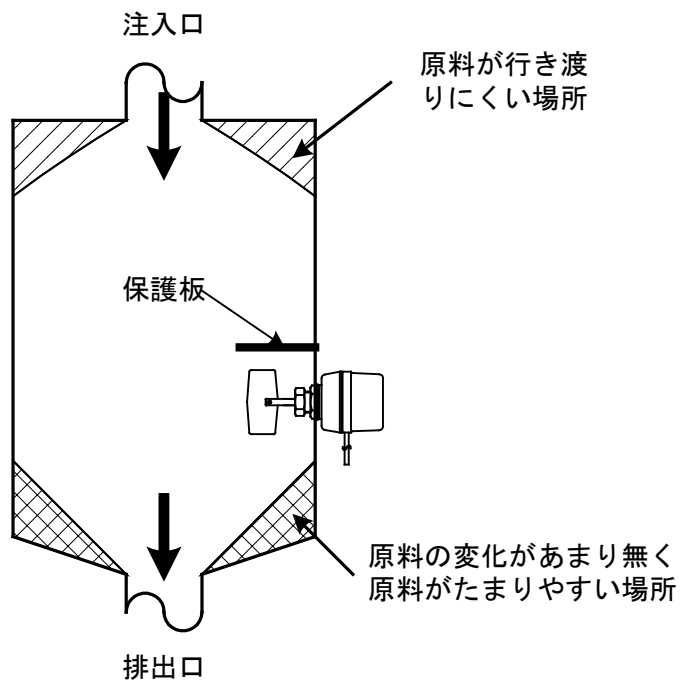 注入口
原料が行き渡
りにくい場所
保護板
原料の変化があまり無く
原料がたまりやすい場所
排出口